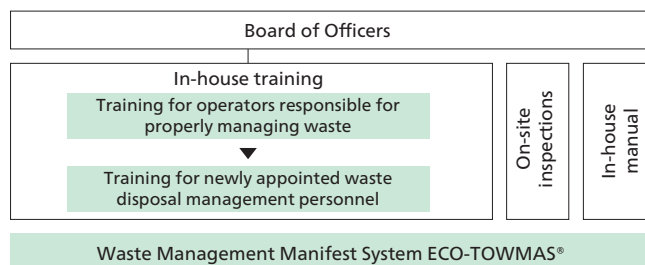 Board of Officers
In-house training
Training for operators responsible for
properly managing waste
Training for newly appointed waste
disposal management personnel
On-site
inspections
In-house
manual
Waste Management Manifest System ECO-TOWMAS®